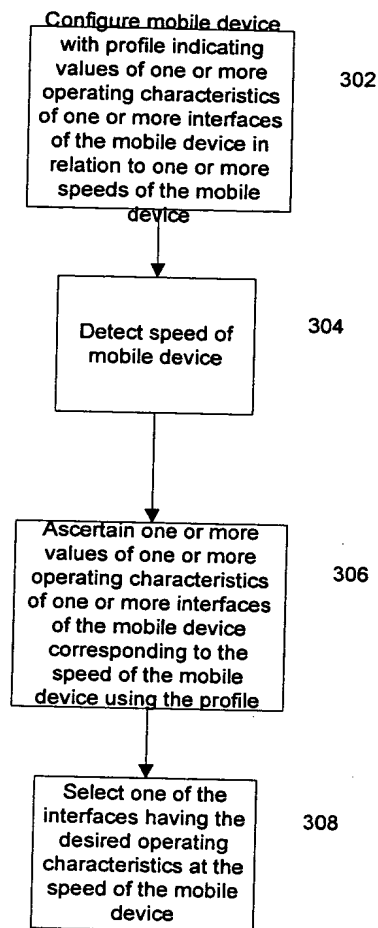 Configure mobile device
with profile indicating
values of one or more
operating characteristics
of one or more interfaces
of the mobile device in
relation to one or more
speeds of the mobile
device
302
Detect speed of
mobile device
304
Ascertain one or more
values of one or more
operating characteristics
of one or more interfaces
of the mobile device
corresponding to the
speed of the mobile
device using the profile
306
Select one of the
interfaces having the
desired operating
characteristics at the
speed of the mobile
device
308